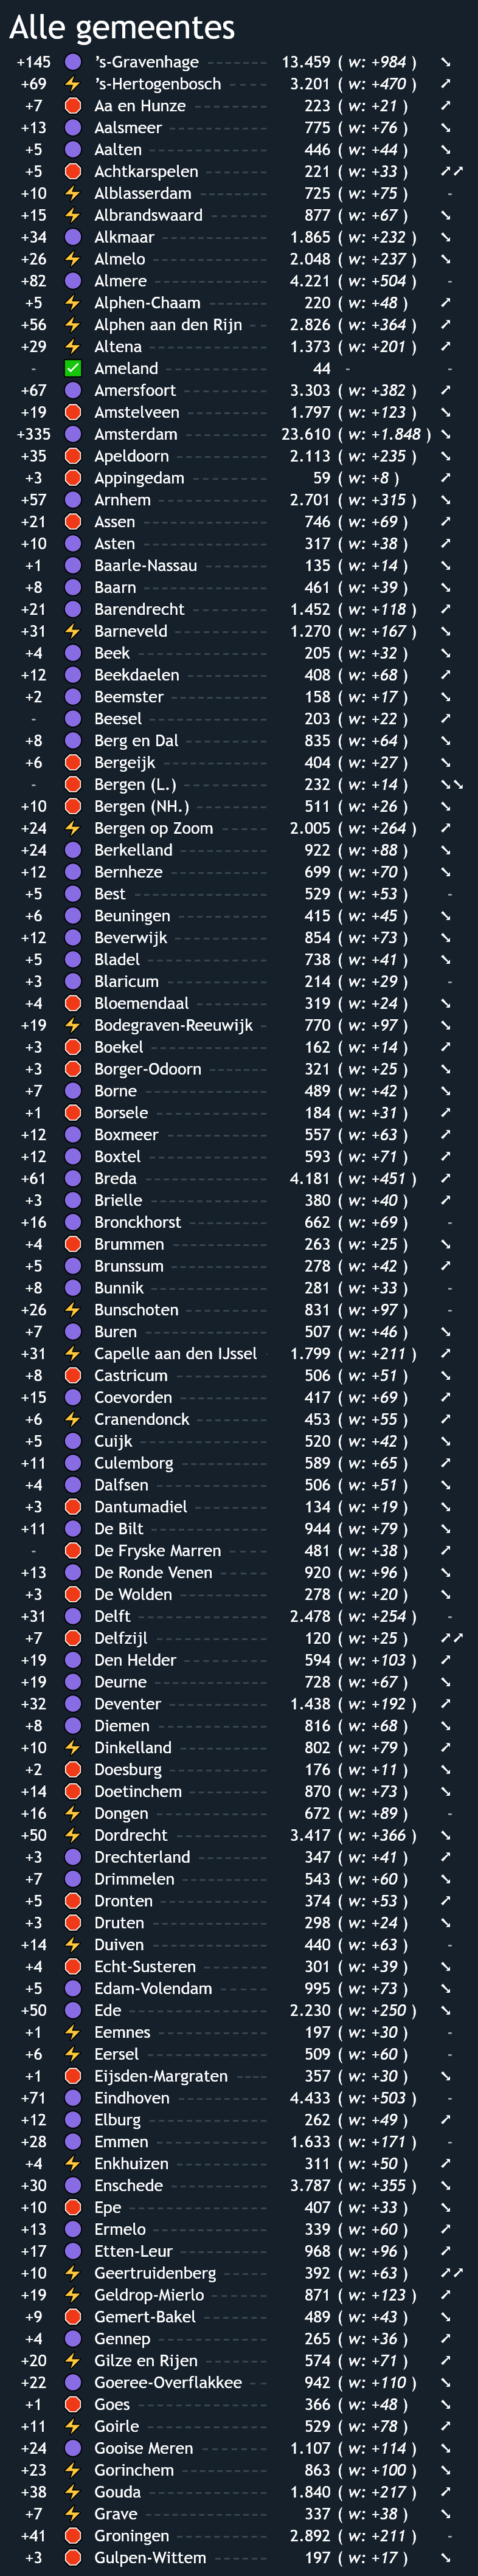 Alle gemeentes
+145 's-Gravenhage 13.459 ( w: +984 ) ↘
+69 's-Hertogenbosch 3.201 ( w: +470 ) ↗
+7 Aa en Hunze 223 ( w: +21 ) ↗
+13 Aalsmeer 775 ( w: +76 ) ↘
+5 Aalten 446 ( w: +44 ) ↘
+5 Achtkarspelen 221 ( w: +33 ) ↗↗
+10 Alblasserdam 725 ( w: +75 ) -
+15 Albrandswaard 877 ( w: +67 ) ↘
+34 Alkmaar 1.865 ( w: +232 ) ↘
+26 Almelo 2.048 ( w: +237 ) ↘
+82 Almere 4.221 ( w: +504 ) -
+5 Alphen-Chaam 220 ( w: +48 ) ↗
+56 Alphen aan den Rijn 2.826 ( w: +364 ) ↗
+29 Altena 1.373 ( w: +201 ) ↗
- Ameland 44 - -
+67 Amersfoort 3.303 ( w: +382 ) ↗
+19 Amstelveen 1.797 ( w: +123 ) ↘
+335 Amsterdam 23.610 ( w: +1.848 ) ↘
+35 Apeldoorn 2.113 ( w: +235 ) ↘
+3 Appingedam 59 ( w: +8 ) ↗
+57 Arnhem 2.701 ( w: +315 ) ↘
+21 Assen 746 ( w: +69 ) ↗
+10 Asten 317 ( w: +38 ) ↗
+1 Baarle-Nassau 135 ( w: +14 ) ↘
+8 Baarn 461 ( w: +39 ) ↘
+21 Barendrecht 1.452 ( w: +118 ) ↗
+31 Barneveld 1.270 ( w: +167 ) ↘
+4 Beek 205 ( w: +32 ) ↘
+12 Beekdaelen 408 ( w: +68 ) ↗
+2 Beemster 158 ( w: +17 ) ↘
- Beesel 203 ( w: +22 ) ↗
+8 Berg en Dal 835 ( w: +64 ) ↘
+6 Bergeijk 404 ( w: +27 ) ↘
- Bergen (L.) 232 ( w: +14 ) ↘↘
+10 Bergen (NH.) 511 ( w: +26 ) ↘
+24 Bergen op Zoom 2.005 ( w: +264 ) ↗
+24 Berkelland 922 ( w: +88 ) ↘
+12 Bernheze 699 ( w: +70 ) ↘
+5 Best 529 ( w: +53 ) -
+6 Beuningen 415 ( w: +45 ) ↘
+12 Beverwijk 854 ( w: +73 ) ↘
+5 Bladel 738 ( w: +41 ) ↘
+3 Blaricum 214 ( w: +29 ) -
+4 Bloemendaal 319 ( w: +24 ) ↘
+19 Bodegraven-Reeuwijk 770 ( w: +97 ) ↘
+3 Boekel 162 ( w: +14 ) ↗
+3 Borger-Odoorn 321 ( w: +25 ) ↘
+7 Borne 489 ( w: +42 ) ↘
+1 Borsele 184 ( w: +31 ) ↗
+12 Boxmeer 557 ( w: +63 ) ↗
+12 Boxtel 593 ( w: +71 ) ↗
+61 Breda 4.181 ( w: +451 ) ↗
+3 Brielle 380 ( w: +40 ) ↗
+16 Bronckhorst 662 ( w: +69 ) -
+4 Brummen 263 ( w: +25 ) ↘
+5 Brunssum 278 ( w: +42 ) ↗
+8 Bunnik 281 ( w: +33 ) -
+26 Bunschoten 831 ( w: +97 ) -
+7 Buren 507 ( w: +46 ) ↘
+31 Capelle aan den IJssel 1.799 ( w: +211 ) ↗
+8 Castricum 506 ( w: +51 ) ↘
+15 Coevorden 417 ( w: +69 ) ↗
+6 Cranendonck 453 ( w: +55 ) ↗
+5 Cuijk 520 ( w: +42 ) ↘
+11 Culemborg 589 ( w: +65 ) ↗
+4 Dalfsen 506 ( w: +51 ) ↘
+3 Dantumadiel 134 ( w: +19 ) ↘
+11 De Bilt 944 ( w: +79 ) ↗
- De Fryske Marren 481 ( w: +38 ) ↗
+13 De Ronde Venen 920 ( w: +96 ) ↘
+3 De Wolden 278 ( w: +20 ) ↘
+31 Delft 2.478 ( w: +254 ) -
+7 Delfzijl 120 ( w: +25 ) ↗↗
+19 Den Helder 594 ( w: +103 ) ↗
+19 Deurne 728 ( w: +67 ) ↘
+32 Deventer 1.438 ( w: +192 ) ↗
+8 Diemen 816 ( w: +68 ) ↘
+10 Dinkelland 802 ( w: +79 ) ↗
+2 Doesburg 176 ( w: +11 ) ↘
+14 Doetinchem 870 ( w: +73 ) ↘
+16 Dongen 672 ( w: +89 ) -
+50 Dordrecht 3.417 ( w: +366 ) ↘
+3 Drechterland 347 ( w: +41 ) ↗
+7 Drimmelen 543 ( w: +60 ) ↘
+5 Dronten 374 ( w: +53 ) ↗
+3 Druten 298 ( w: +24 ) ↘
+14 Duiven 440 ( w: +63 ) -
+4 Echt-Susteren 301 ( w: +39 ) ↘
+5 Edam-Volendam 995 ( w: +73 ) ↘
+50 Ede 2.230 ( w: +250 ) ↘
+1 Eemnes 197 ( w: +30 ) -
+6 Eersel 509 ( w: +60 ) -
+1 Eijsden-Margraten 357 ( w: +30 ) ↘
+71 Eindhoven 4.433 ( w: +503 ) -
+12 Elburg 262 ( w: +49 ) ↗
+28 Emmen 1.633 ( w: +171 ) -
+4 Enkhuizen 311 ( w: +50 ) ↗
+30 Enschede 3.787 ( w: +355 ) ↘
+10 Epe 407 ( w: +33 ) ↘
+13 Ermelo 339 ( w: +60 ) ↗
+17 Etten-Leur 968 ( w: +96 ) ↗
+10 Geertruidenberg 392 ( w: +63 ) ↗↗
+19 Geldrop-Mierlo 871 ( w: +123 ) ↗
+9 Gemert-Bakel 489 ( w: +43 ) ↘
+4 Gennep 265 ( w: +36 ) ↗
+20 Gilze en Rijen 574 ( w: +71 ) ↗
+22 Goeree-Overflakkee 942 ( w: +110 ) ↘
+1 Goes 366 ( w: +48 ) ↘
+11 Goirle 529 ( w: +78 ) ↗
+24 Gooise Meren 1.107 ( w: +114 ) ↘
+23 Gorinchem 863 ( w: +100 ) ↘
+38 Gouda 1.840 ( w: +217 ) ↗
+7 Grave 337 ( w: +38 ) ↘
+41 Groningen 2.892 ( w: +211 ) -
+3 Gulpen-Wittem 197 ( w: +17 ) ↘